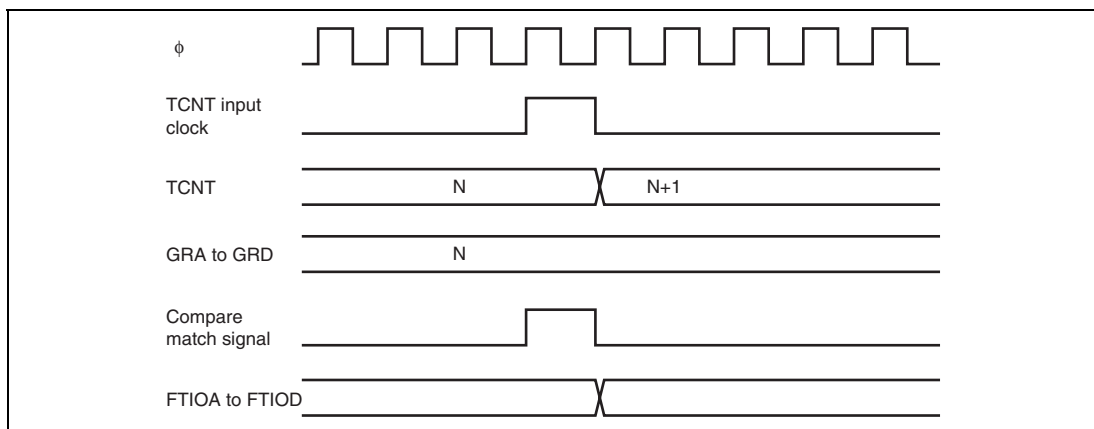 ϕ
TCNT input
clock
TCNT
N
N+1
GRA to GRD
N
Compare
match signal
FTIOA to FTIOD